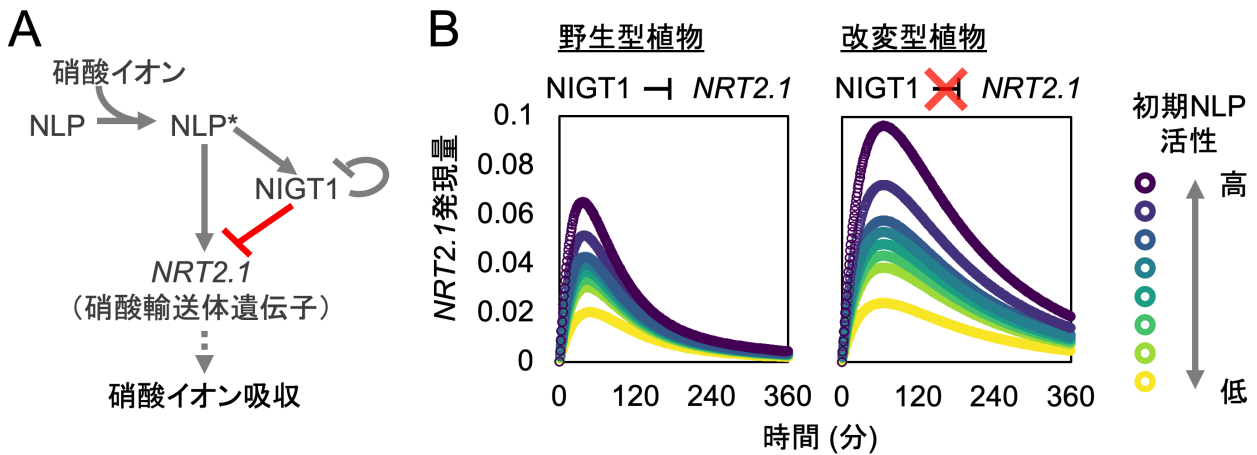 A
硝酸イオン
NLP
NLP*
NIGT1
NRT2.1
（硝酸輸送体遺伝子）
硝酸イオン吸収
B
野生型植物
改変型植物
NIGT1
NRT2.1
NIGT1
NRT2.1
NRT2.1発現量
0.1
0.08
0.06
0.04
0.02
0
0
120
240
360
0
120
240
360
時間 (分)
初期NLP
活性
高
低